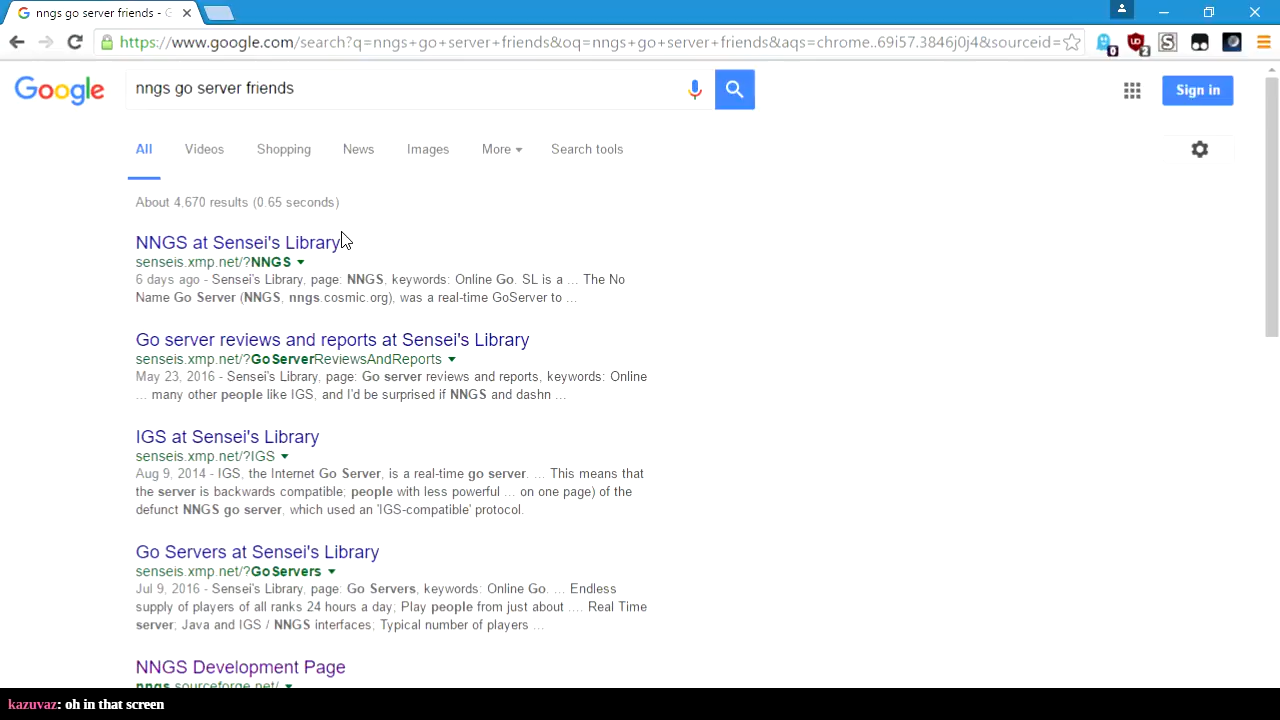 nngs go server friends - G
https://www.google.com/search?q=nngs+go+server+friends&aq=nngs+go+server+friends&aqs=chrome..69i57.3846j0j4&sourceid=
0
2
Google
nngs go server friends
Sign in
All Videos Shopping News Images More Search tools
About 4,670 results (0.65 seconds)
NNGS at Sensei's Library
senseis.xmp.net/?NNGS
6 days ago - Sensei's Library, page: NNGS, keywords: Online Go. SL is a ... The No
Name Go Server (NNGS, nngs.cosmic.org), was a real-time GoServer to ...
Go server reviews and reports at Sensei's Library
senseis.xmp.net/?GoServerReviewsAndReports
May 23, 2016 - Sensei's Library, page: Go server reviews and reports, keywords: Online
... many other people like IGS, and I'd be surprised if NNGS and dashn ...
IGS at Sensei's Library
senseis.xmp.net/?IGS
Aug 9, 2014 - IGS, the Internet Go Server, is a real-time go server. ... This means that
the server is backwards compatible; people with less powerful ... on one page) of the
defunct NNGS go server, which used an 'IGS-compatible' protocol.
Go Servers at Sensei's Library
senseis.xmp.net/?GoServers
Jul 9, 2016 - Sensei's Library, page: Go Servers, keywords: Online Go. ... Endless
supply of players of all ranks 24 hours a day; Play people from just about .... Real Time
server; Java and IGS / NNGS interfaces; Typical number of players ...
NNGS Development Page
nngs.sourceforge.net/
kazuvaz: oh in that screen